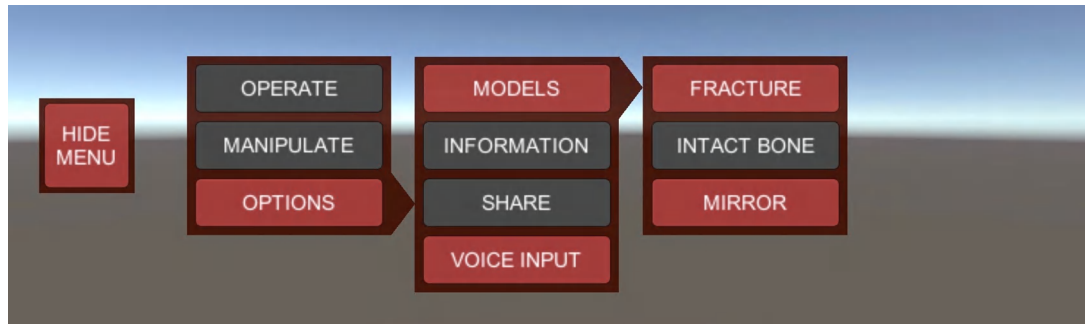 HIDE
MENU
OPERATE
MANIPULATE
OPTIONS
MODELS
INFORMATION
SHARE
VOICE INPUT
FRACTURE
INTACT BONE
MIRROR